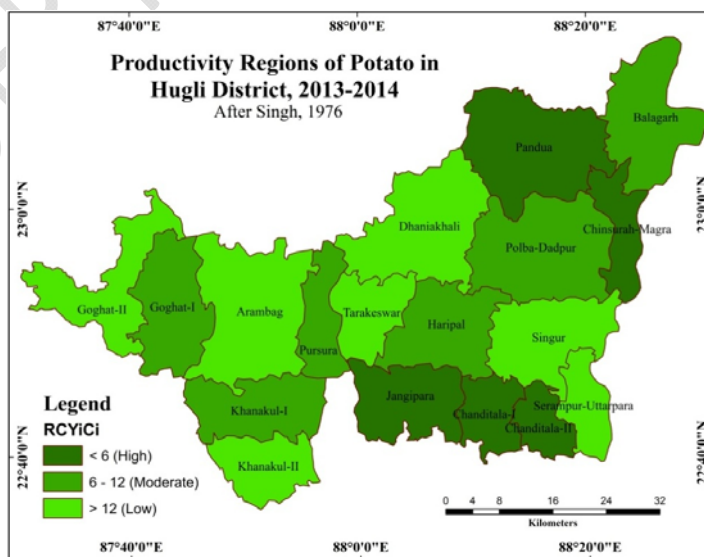 87°40'0"E 88°0'0"E 88°20'0"E
Productivity Regions of Potato in
Hugli District, 2013-2014
After Singh, 1976
Balagarh
Pandua
23°0'0"N
23°0'0"N
Dhaniakhali
Chinsurah-Magra
Polba-Dadpur
Goghat-II
Goghat-I
Arambag
Tarakeswar
Haripal
Singur
Pursura
Legend
RCYiCi
< 6 (High)
6 - 12 (Moderate)
> 12 (Low)
Khanakul-I
Jangipara
Chanditala-I
Serampur-Uttarpara
Chanditala-II
Khanakul-II
22°40'0"N
22°40'0"N
0 4 8 16 24 32
Kilometers
87°40'0"E 88°0'0"E 88°20'0"E